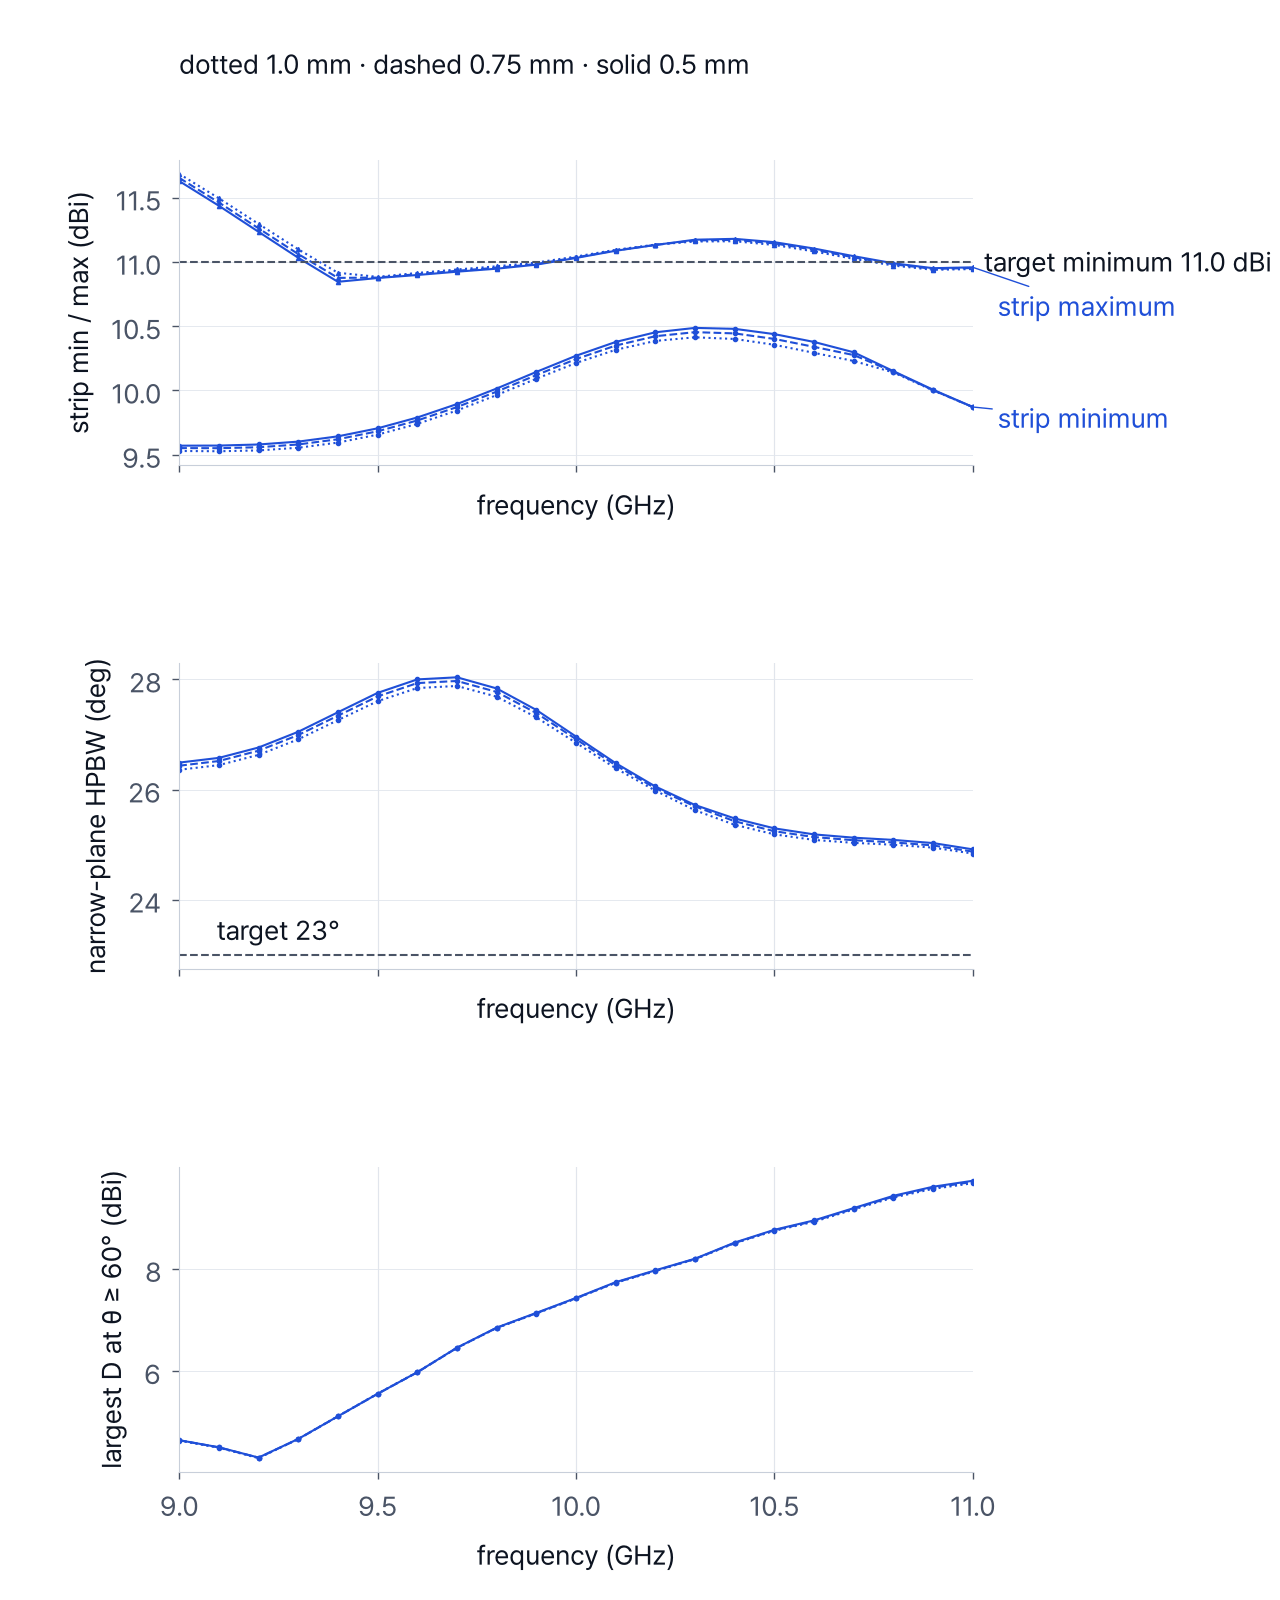 dotted 1.0 mm · dashed 0.75 mm · solid 0.5 mm
strip min / max (dBi)
11.5
11.0
10.5
10.0
9.5
target minimum 11.0 dBi
strip maximum
strip minimum
frequency (GHz)
narrow-plane HPBW (deg)
28
26
24
target 23°
frequency (GHz)
largest D at θ ≥ 60° (dBi)
8
6
9.0 9.5 10.0 10.5 11.0
frequency (GHz)